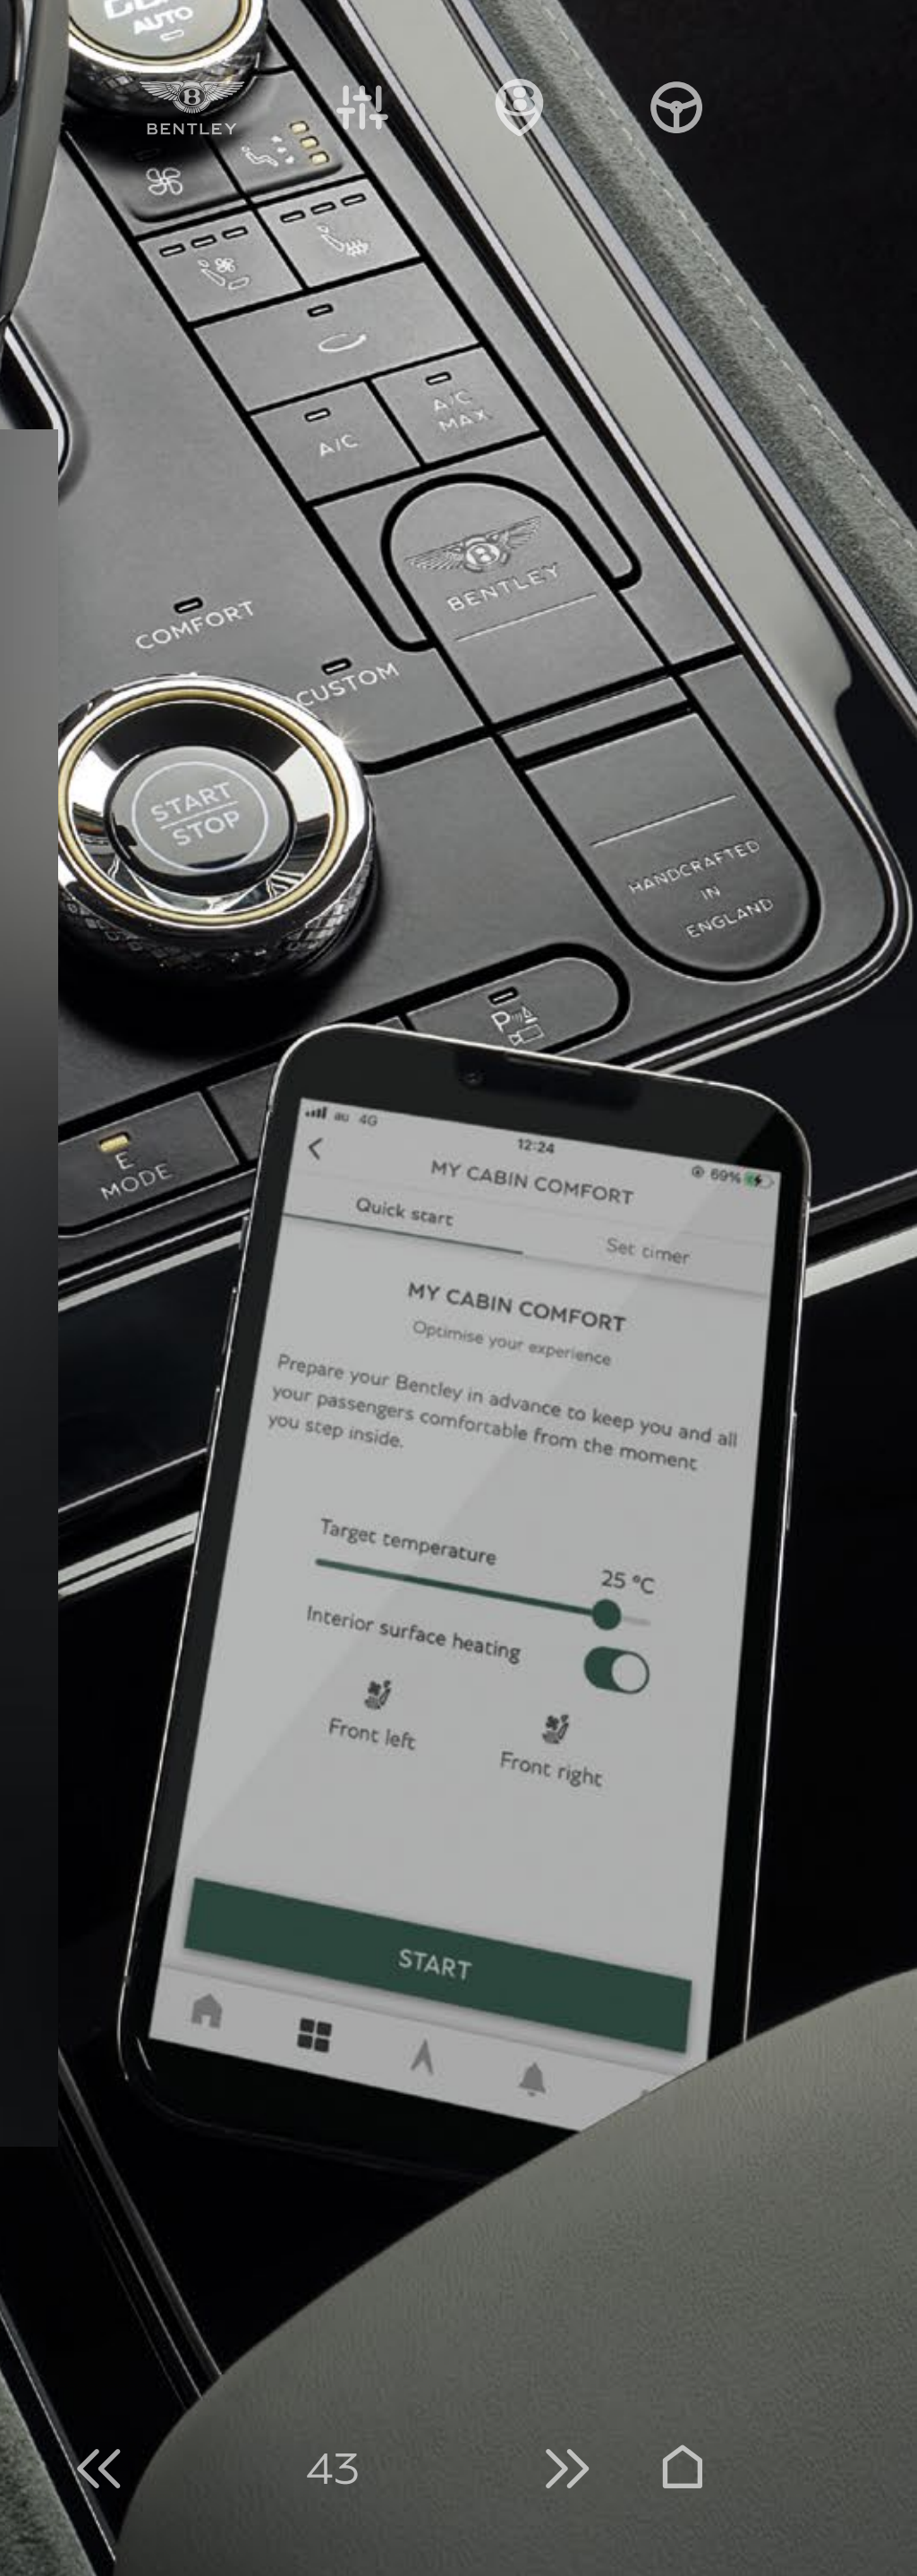 AUTO
BENTLEY
A/C
A/C
MAX
BENTLEY
COMFORT
CUSTOM
START
STOP
HANDCRAFTED
IN
ENGLAND
P
E
MODE
au 4G
12:24
69%
MY CABIN COMFORT
Quick start
Set timer
MY CABIN COMFORT
Optimise your experience
Prepare your Bentley in advance to keep you and all
your passengers comfortable from the moment
you step inside.
Target temperature
25 °C
Interior surface heating
Front left
Front right
START
43